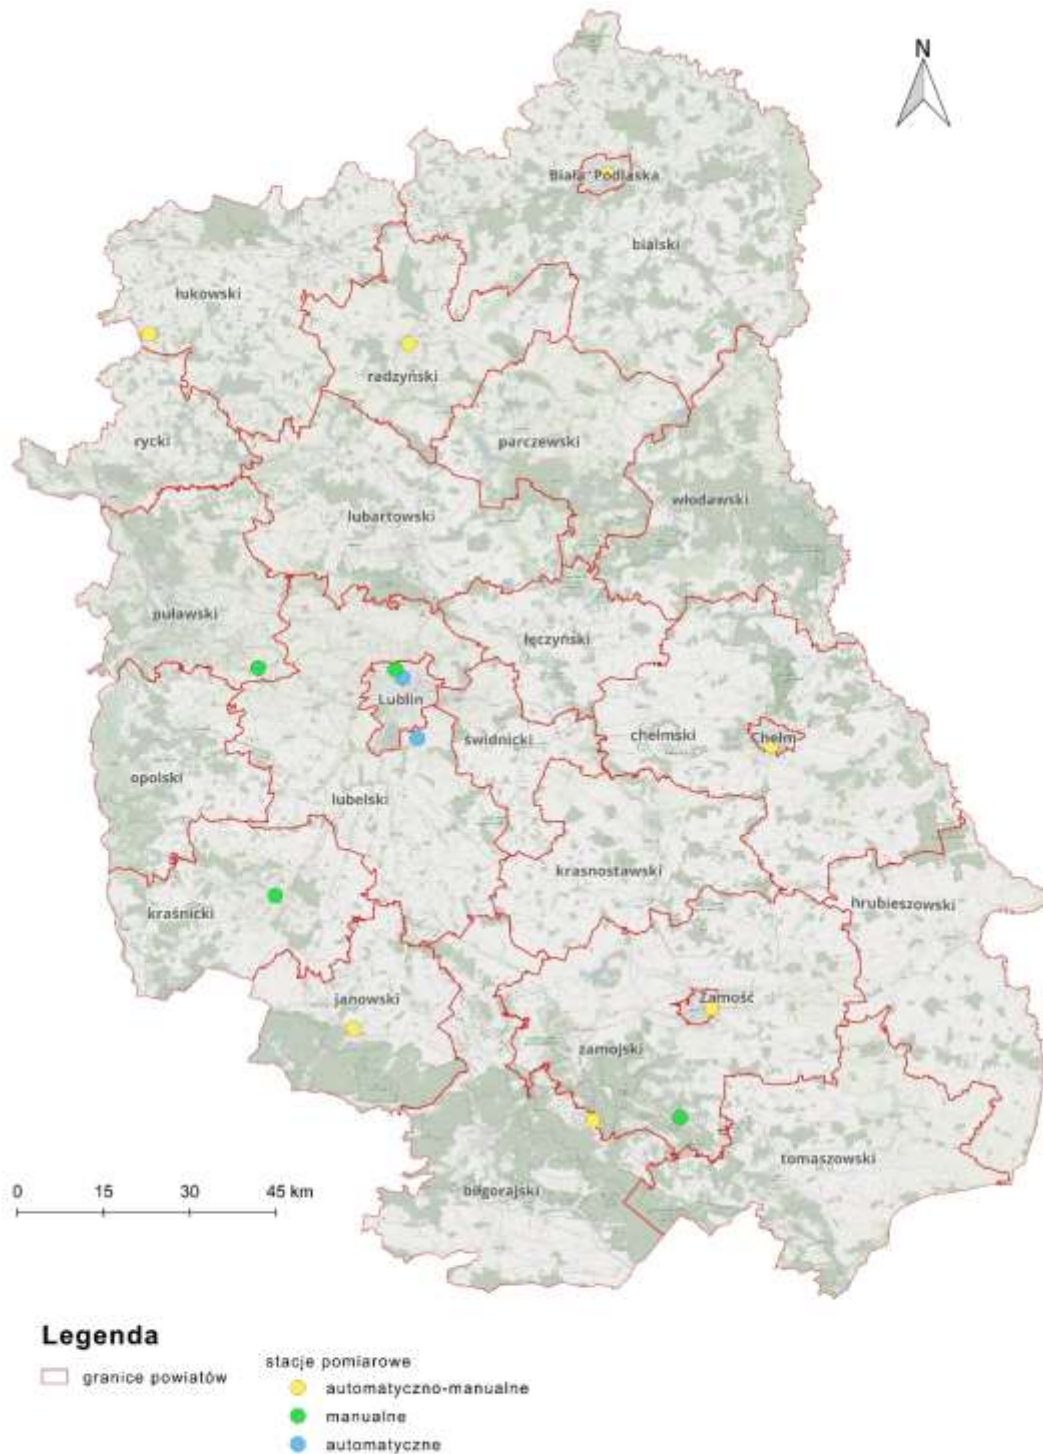 N
Biała Podlaska
bialski
łukowski
radzyński
rycki
parczewski
włodawski
lubartowski
puławski
łęczyński
Lublin
chełmski
Chełm
świdnicki
opolski
lubelski
krasnostawski
hrubieszowski
kraśnicki
janowski
Zamość
zamojski
tomaszowski
biłgorajski
0 15 30 45 km
Legenda
granice powiatów
stacje pomiarowe
automatyczno-manualne
manualne
automatyczne